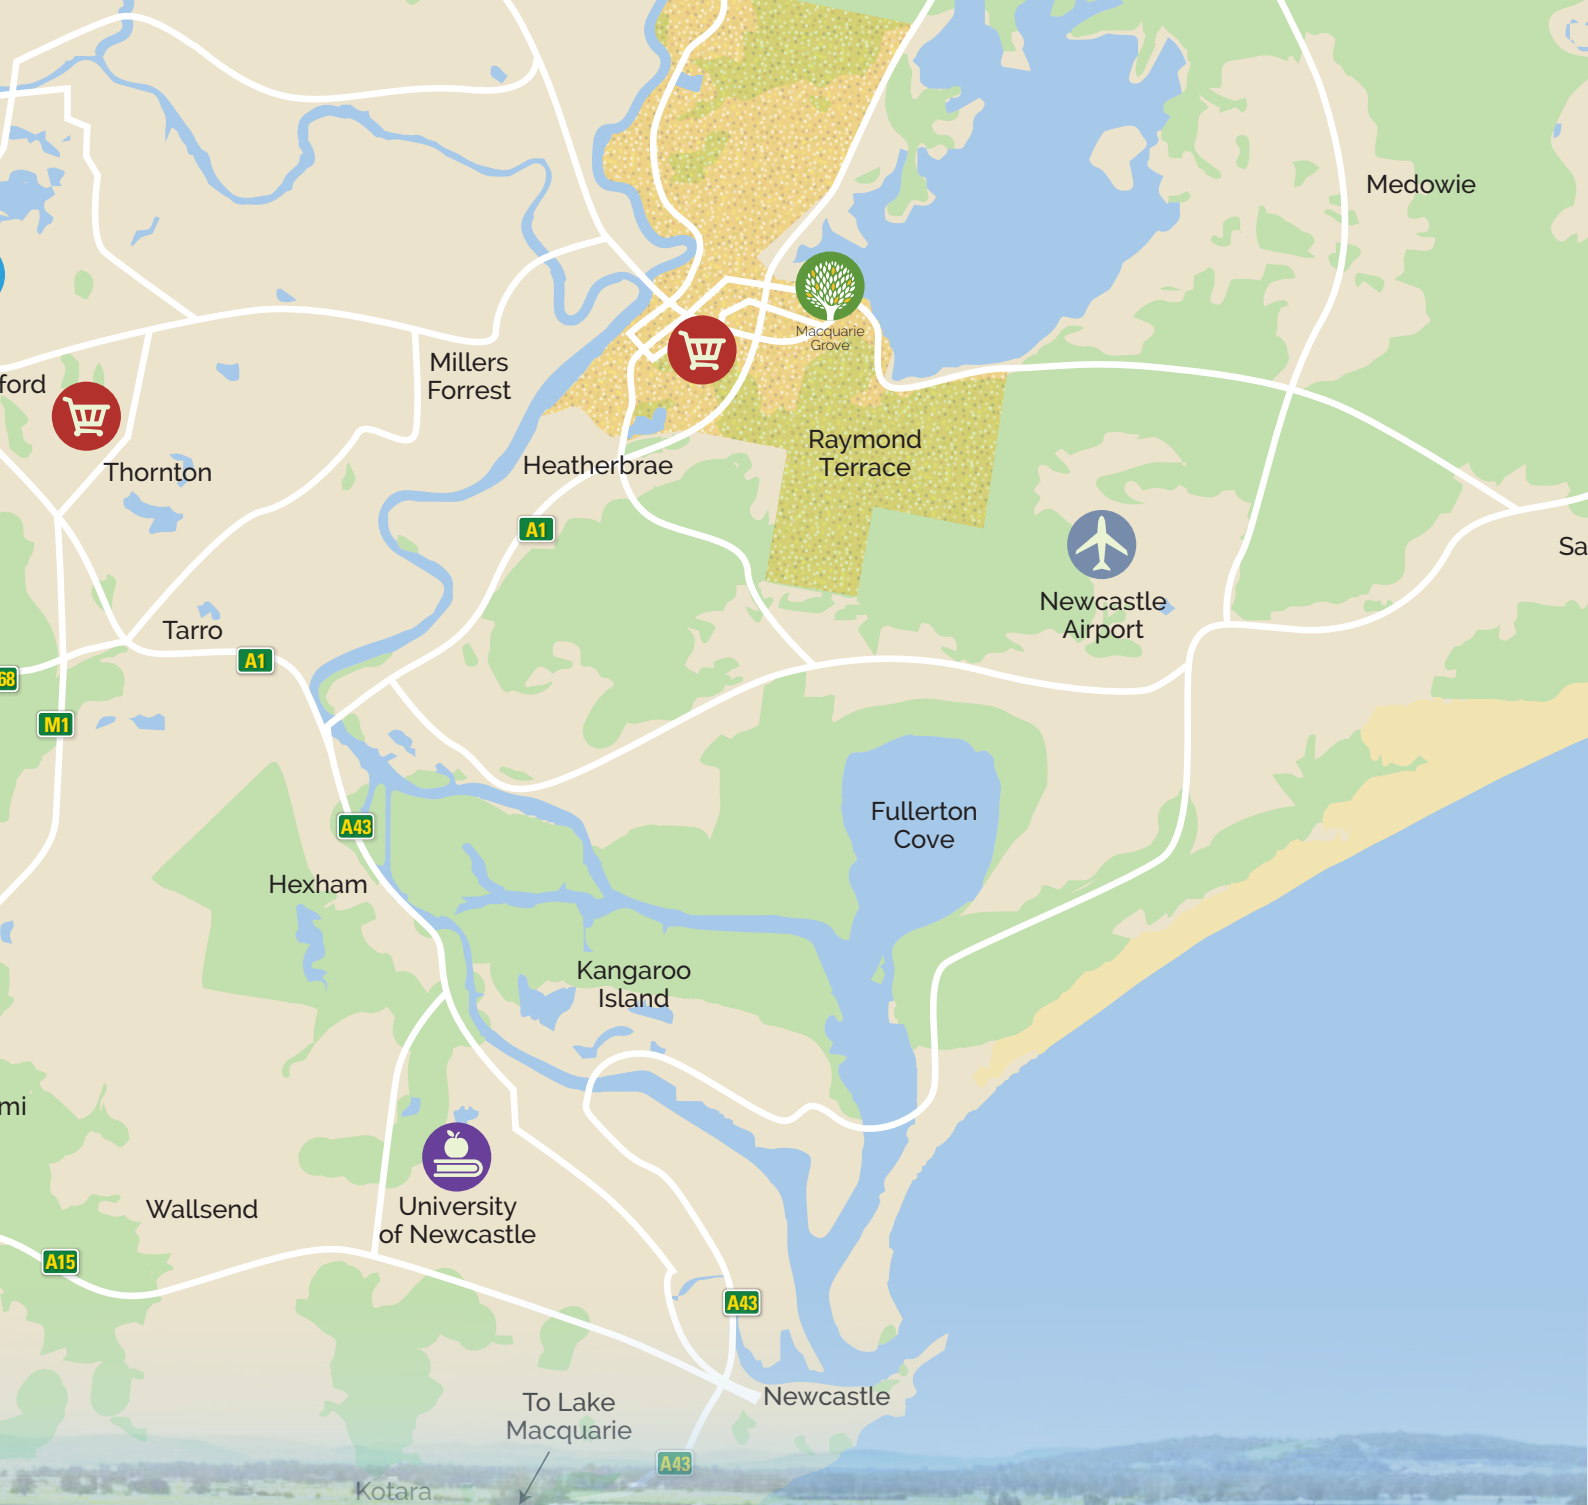 Medowie
Macquarie
Grove
Millers
Forrest
ford
Thornton
Raymond
Terrace
Heatherbrae
A1
Sa
Newcastle
Airport
Tarro
A1
68
M1
Fullerton
Cove
A43
Hexham
Kangaroo
Island
mi
University
of Newcastle
Wallsend
A15
A43
Newcastle
To Lake
Macquarie
A43
Kotara